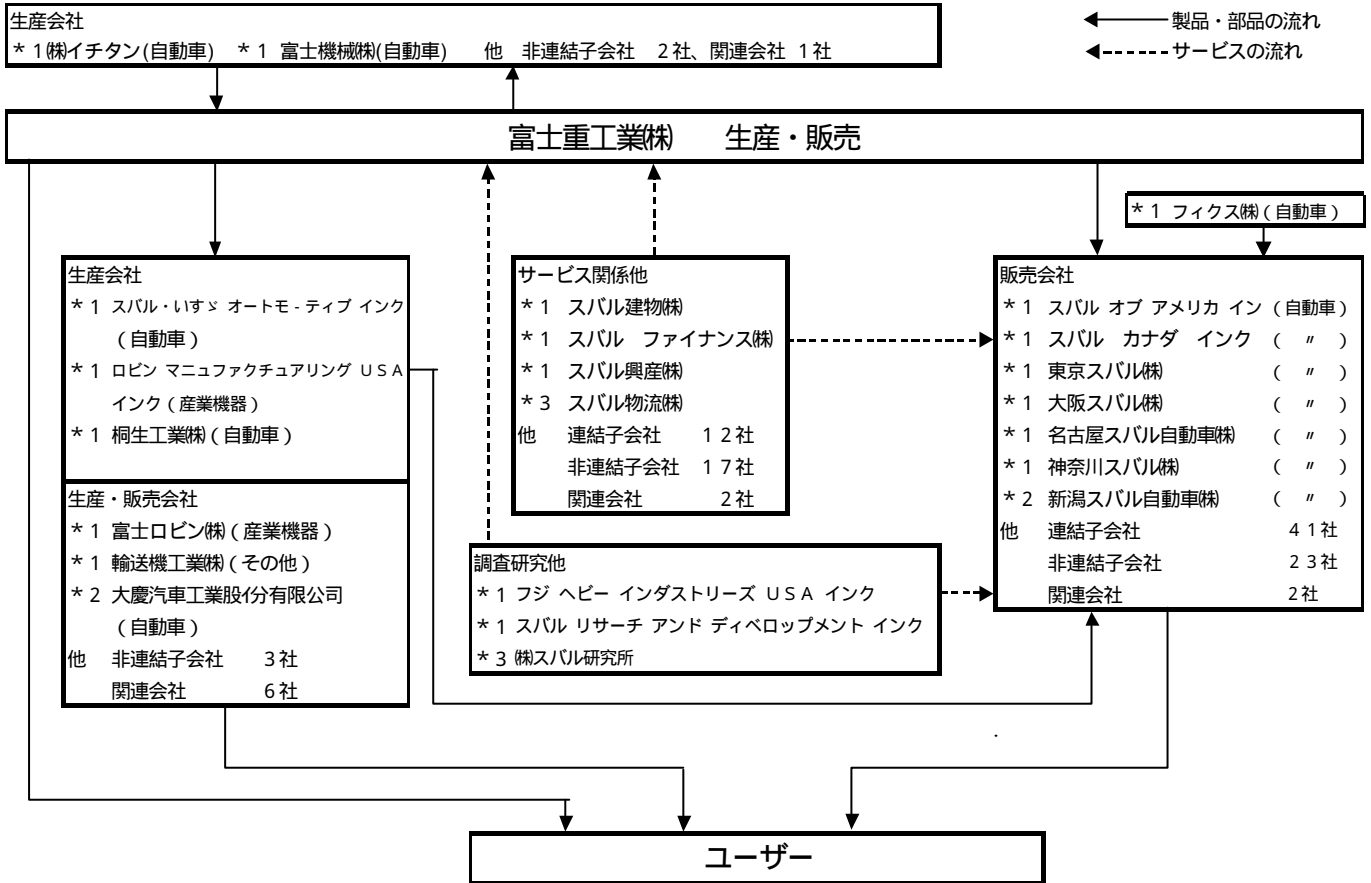 生産会社
＊1㈱イチタン(自動車)　＊1 富士機械㈱(自動車)　他　非連結子会社　2社、関連会社 1社
製品・部品の流れ
サービスの流れ
富士重工業㈱　生産・販売
＊1 フィクス㈱(自動車)
生産会社
＊1 スバル・いすゞ オートモ-ティブ インク
(自動車)
＊1 ロビン マニュファクチュアリング USA
インク(産業機器)
＊1 桐生工業㈱(自動車)
生産・販売会社
＊1 富士ロビン㈱(産業機器)
＊1 輸送機工業㈱(その他)
＊2 大慶汽車工業股份有限公司
(自動車)
他　非連結子会社　3社
関連会社　6社
サービス関係他
＊1 スバル建物㈱
＊1 スバル　ファイナンス㈱
＊1 スバル興産㈱
＊3 スバル物流㈱
他　連結子会社　12社
非連結子会社　17社
関連会社　2社
調査研究他
＊1 フジ ヘビー インダストリーズ USA インク
＊1 スバル リサーチ アンド ディベロップメント インク
＊3 ㈱スバル研究所
販売会社
＊1 スバル オブ アメリカ イン(自動車)
＊1 スバル　カナダ　インク　(　〃　)
＊1 東京スバル㈱　(　〃　)
＊1 大阪スバル㈱　(　〃　)
＊1 名古屋スバル自動車㈱　(　〃　)
＊1 神奈川スバル㈱　(　〃　)
＊2 新潟スバル自動車㈱　(　〃　)
他　連結子会社　41社
非連結子会社　23社
関連会社　2社
ユーザー